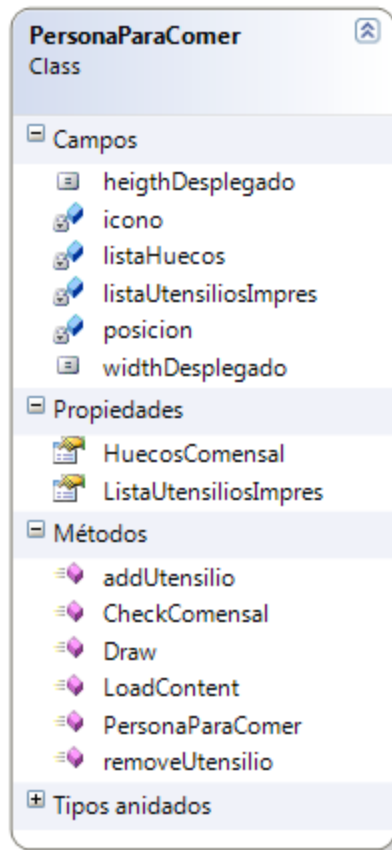 PersonaParaComer
Class
Campos
heigthDesplegado
icono
listaHuecos
listaUtensiliosImpres
posicion
widthDesplegado
Propiedades
HuecosComensal
ListaUtensiliosImpres
Métodos
addUtensilio
CheckComensal
Draw
LoadContent
PersonaParaComer
removeUtensilio
Tipos anidados